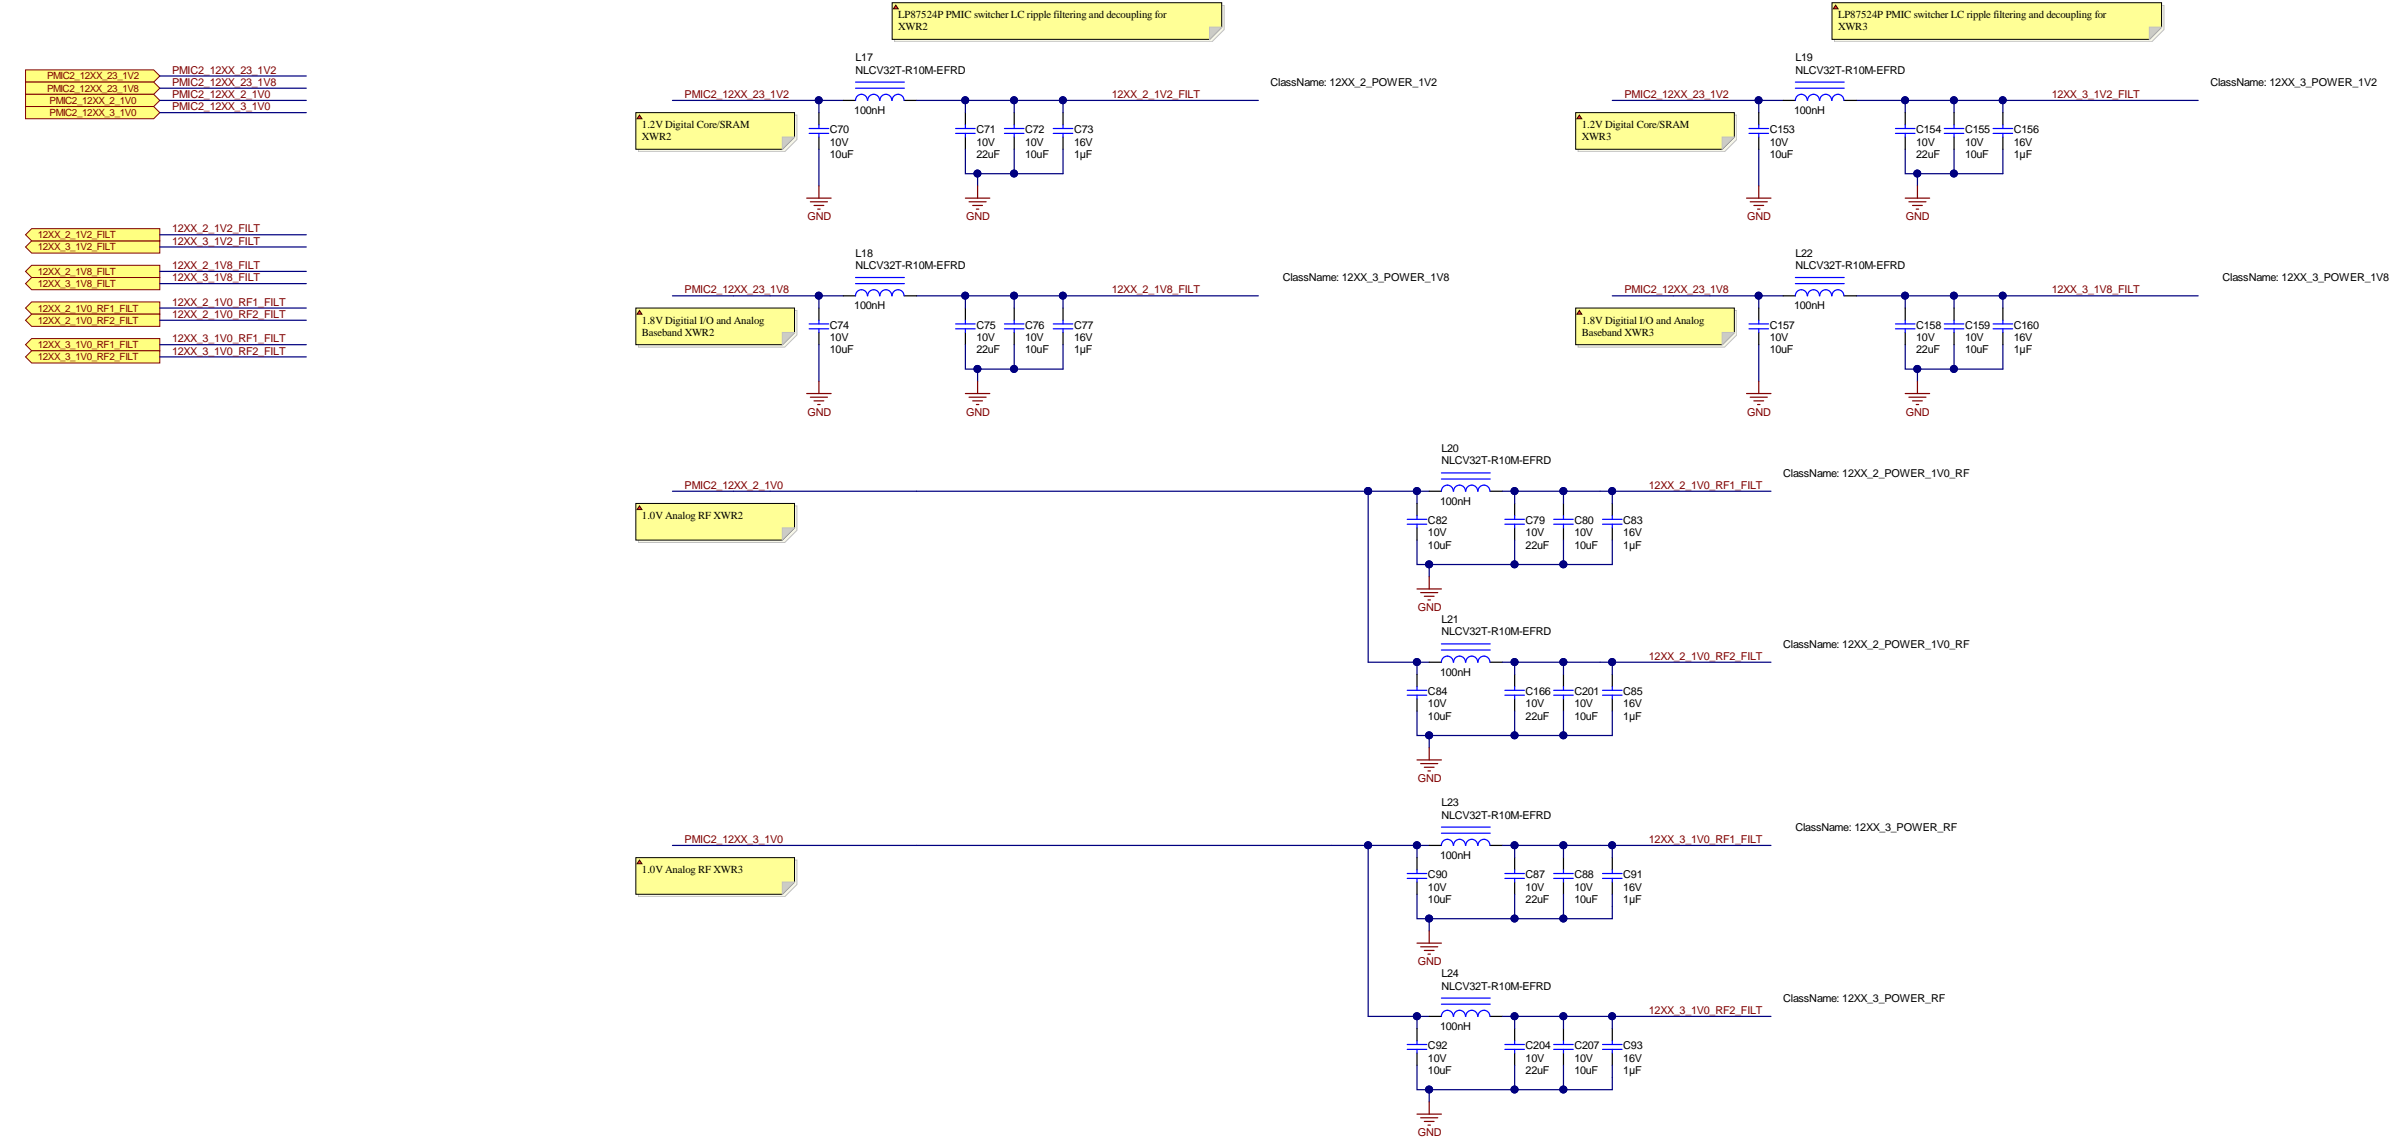 LP87524P PMIC switcher LC ripple filtering and decoupling for
XWR2
LP87524P PMIC switcher LC ripple filtering and decoupling for
XWR3
PMIC2_12XX_23_1V2 PMIC2_12XX_23_1V2
PMIC2_12XX_23_1V8 PMIC2_12XX_23_1V8
PMIC2_12XX_2_1V0 PMIC2_12XX_2_1V0
PMIC2_12XX_3_1V0 PMIC2_12XX_3_1V0
12XX_2_1V2_FILT 12XX_2_1V2_FILT
12XX_3_1V2_FILT 12XX_3_1V2_FILT
12XX_2_1V8_FILT 12XX_2_1V8_FILT
12XX_3_1V8_FILT 12XX_3_1V8_FILT
12XX_2_1V0_RF1_FILT 12XX_2_1V0_RF1_FILT
12XX_2_1V0_RF2_FILT 12XX_2_1V0_RF2_FILT
12XX_3_1V0_RF1_FILT 12XX_3_1V0_RF1_FILT
12XX_3_1V0_RF2_FILT 12XX_3_1V0_RF2_FILT
L17
NLCV32T-R10M-EFRD
ClassName: 12XX_2_POWER_1V2
PMIC2_12XX_23_1V2
12XX_2_1V2_FILT
100nH
1.2V Digital Core/SRAM
XWR2
C70 C71 C72 C73
10V 10V 10V 16V
10uF 22uF 10uF 1µF
GND GND
L19
NLCV32T-R10M-EFRD
ClassName: 12XX_3_POWER_1V2
PMIC2_12XX_23_1V2
12XX_3_1V2_FILT
100nH
1.2V Digital Core/SRAM
XWR3
C153 C154 C155 C156
10V 10V 10V 16V
10uF 22uF 10uF 1µF
GND GND
L18
NLCV32T-R10M-EFRD
ClassName: 12XX_3_POWER_1V8
PMIC2_12XX_23_1V8
12XX_2_1V8_FILT
100nH
1.8V Digitial I/O and Analog
Baseband XWR2
C74 C75 C76 C77
10V 10V 10V 16V
10uF 22uF 10uF 1µF
GND GND
L22
NLCV32T-R10M-EFRD
ClassName: 12XX_3_POWER_1V8
PMIC2_12XX_23_1V8
12XX_3_1V8_FILT
100nH
1.8V Digitial I/O and Analog
Baseband XWR3
C157 C158 C159 C160
10V 10V 10V 16V
10uF 22uF 10uF 1µF
GND GND
L20
NLCV32T-R10M-EFRD
ClassName: 12XX_2_POWER_1V0_RF
PMIC2_12XX_2_1V0
12XX_2_1V0_RF1_FILT
100nH
1.0V Analog RF XWR2
C82 C79 C80 C83
10V 10V 10V 16V
10uF 22uF 10uF 1µF
GND
L21
NLCV32T-R10M-EFRD
ClassName: 12XX_2_POWER_1V0_RF
12XX_2_1V0_RF2_FILT
100nH
C84 C166 C201 C85
10V 10V 10V 16V
10uF 22uF 10uF 1µF
GND
L23
NLCV32T-R10M-EFRD
ClassName: 12XX_3_POWER_RF
PMIC2_12XX_3_1V0
12XX_3_1V0_RF1_FILT
100nH
1.0V Analog RF XWR3
C90 C87 C88 C91
10V 10V 10V 16V
10uF 22uF 10uF 1µF
GND
L24
NLCV32T-R10M-EFRD
ClassName: 12XX_3_POWER_RF
12XX_3_1V0_RF2_FILT
100nH
C92 C204 C207 C93
10V 10V 10V 16V
10uF 22uF 10uF 1µF
GND